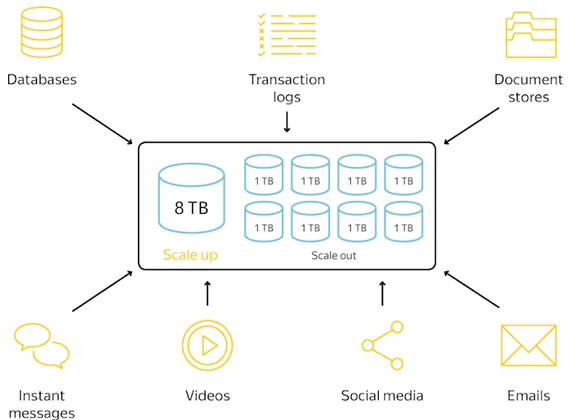 Databases
Transaction
logs
Document
stores
8 TB
1 TB
1 TB
1 TB
1 TB
1 TB
1 TB
1 TB
1 TB
Scale up
Scale out
Instant
messages
Videos
Social media
Emails